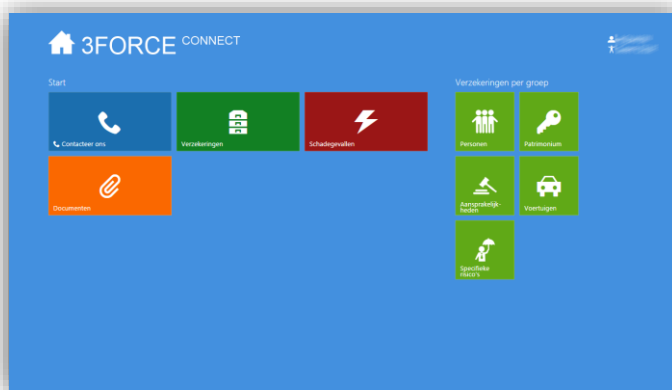 3FORCE CONNECT
Start
Verzekeringen per groep
Contacteer ons
Verzekeringen
Schadegevallen
Personen
Patrimonium
Documenten
Aansprakelijk-
heden
Voertuigen
Specifieke
risico's